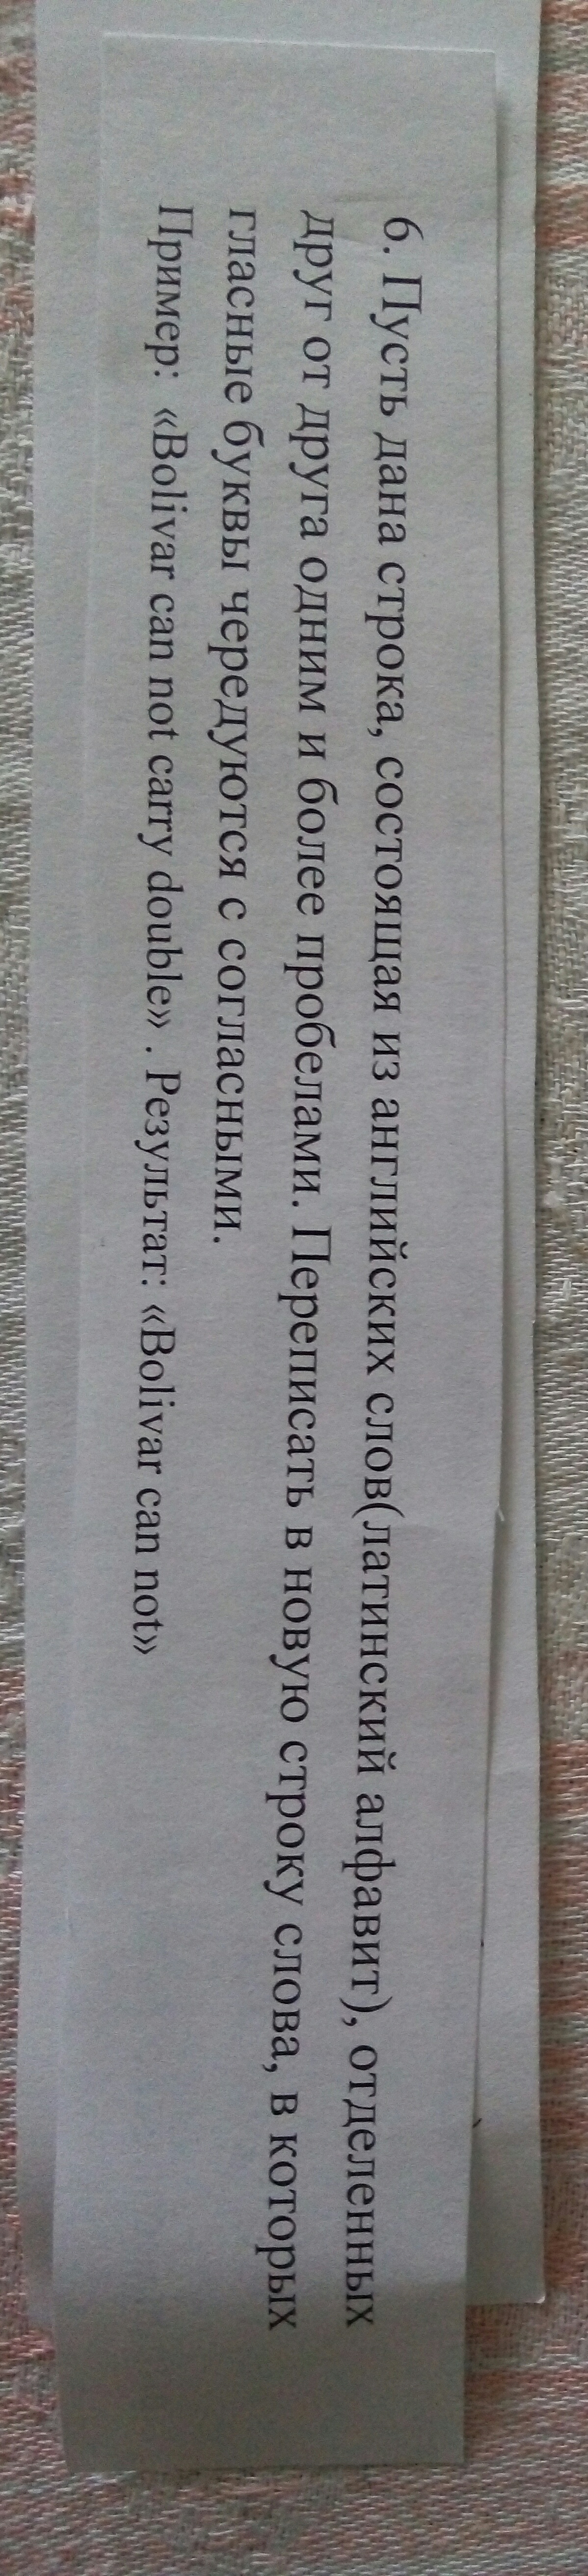 6. Пусть дана строка, состоящая из английских слов(латинский алфавит), отделенных
друг от друга одним и более пробелами. Переписать в новую строку слова, в которых
гласные буквы чередуются с согласными.
Пример: «Bolivar can not carry double» . Результат: «Bolivar can not»